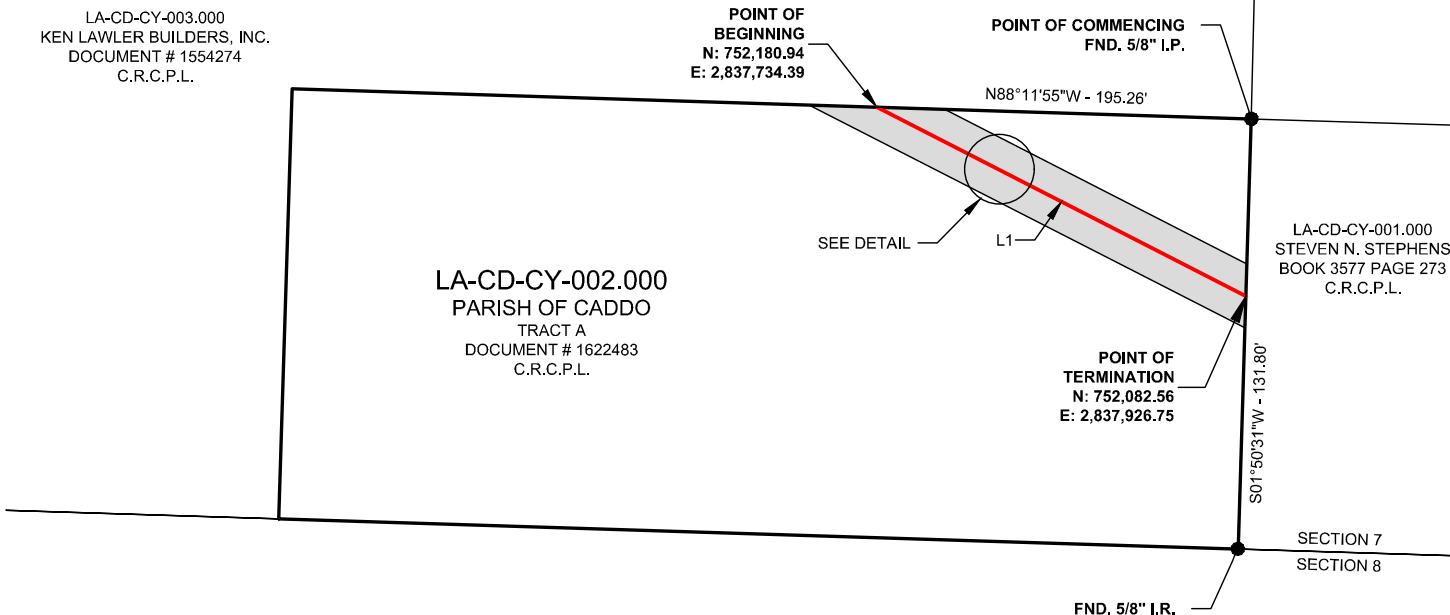 LA-CD-CY-003.000
KEN LAWLER BUILDERS, INC.
DOCUMENT # 1554274
C.R.C.P.L.
POINT OF
BEGINNING
N: 752,180.94
E: 2,837,734.39
POINT OF COMMENCING
FND. 5/8" I.P.
N88°11'55"W - 195.26'
SEE DETAIL
L1
LA-CD-CY-001.000
STEVEN N. STEPHENS
BOOK 3577 PAGE 273
C.R.C.P.L.
LA-CD-CY-002.000
PARISH OF CADDO
TRACT A
DOCUMENT # 1622483
C.R.C.P.L.
POINT OF
TERMINATION
N: 752,082.56
E: 2,837,926.75
S01°50'31"W - 131.80'
SECTION 7
SECTION 8
FND. 5/8" I.R.